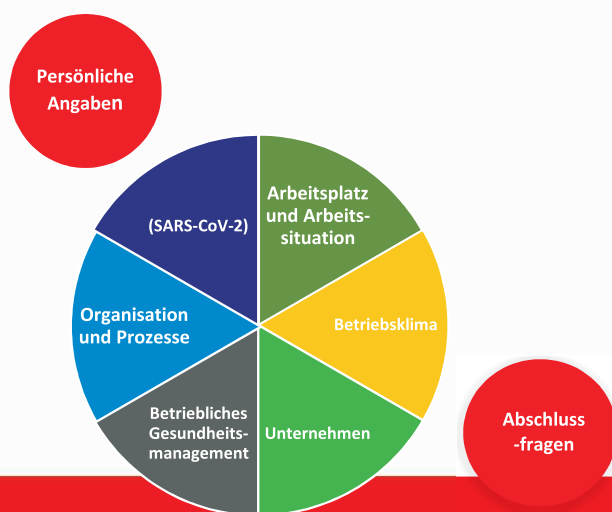 Persönliche
Angaben
Arbeitsplatz
und Arbeits-
situation
(SARS-CoV-2)
Betriebsklima
Organisation
und Prozesse
Betriebliches
Gesundheits-
management
Unternehmen
Abschluss
-fragen